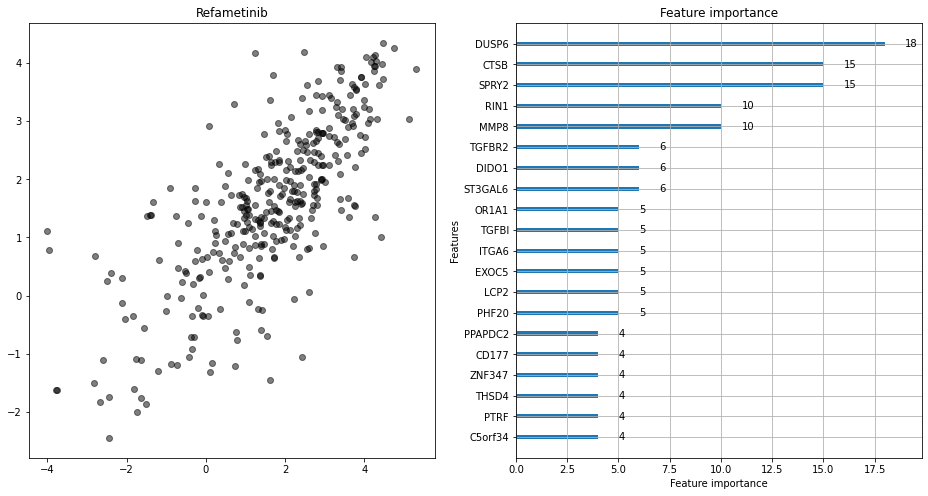 Refametinib
4
3
2
1
0
−1
−2
−4
−2
0
2
4
Feature importance
Features
DUSP6 18
CTSB 15
SPRY2 15
RIN1 10
MMP8 10
TGFBR2 6
DIDO1 6
ST3GAL6 6
OR1A1 5
TGFBI 5
ITGA6 5
EXOC5 5
LCP2 5
PHF20 5
PPAPDC2 4
CD177 4
ZNF347 4
THSD4 4
PTRF 4
C5orf34 4
0.0 2.5 5.0 7.5 10.0 12.5 15.0 17.5
Feature importance